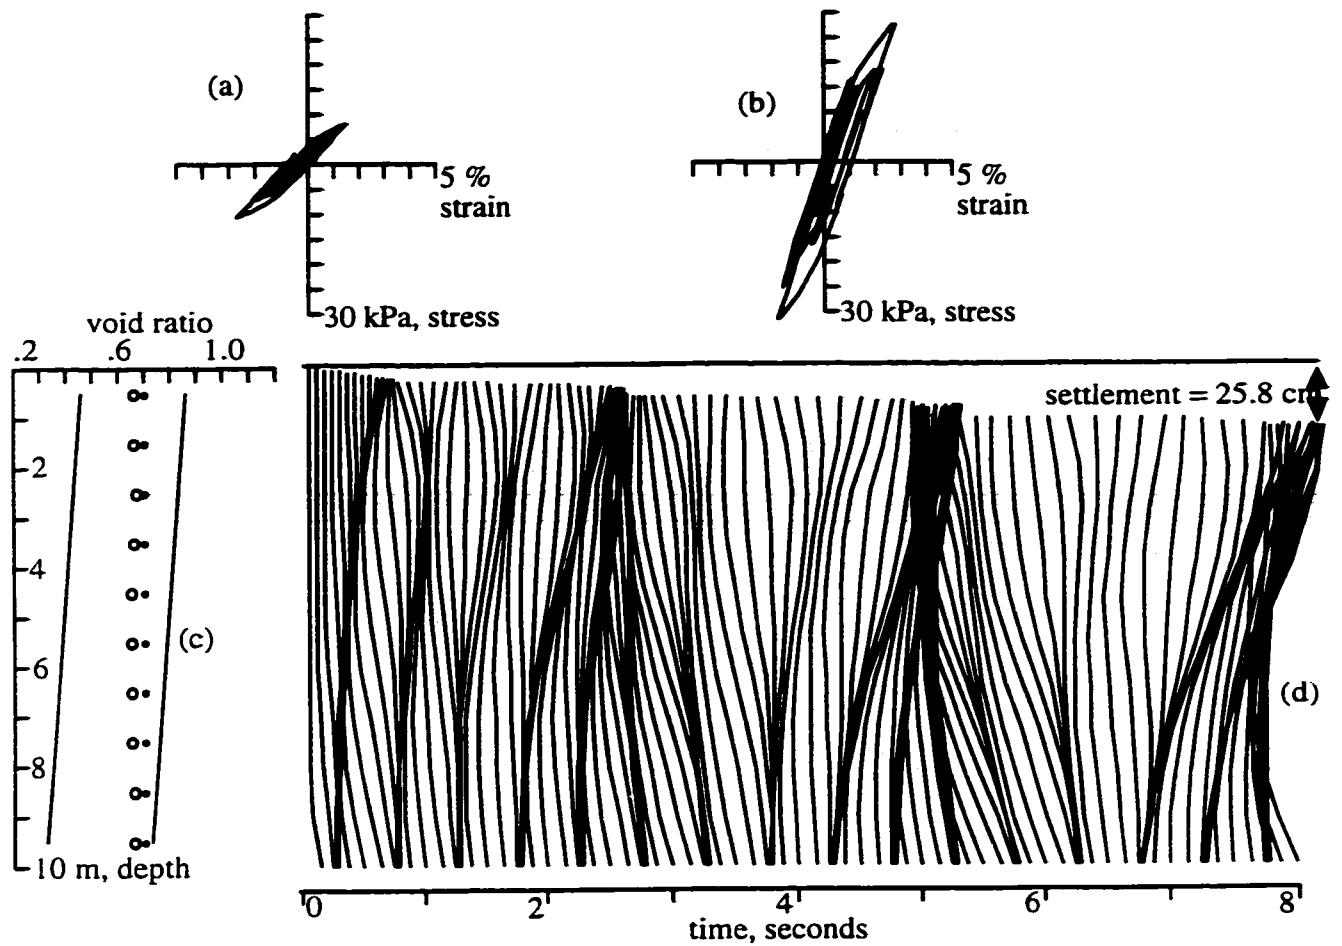 (a)
5 %
strain
30 kPa, stress
(b)
5 %
strain
30 kPa, stress
void ratio
.2 .6 1.0
2
4
6
8
10 m, depth
(c)
settlement = 25.8 cm
(d)
0 2 4 6 8
time, seconds